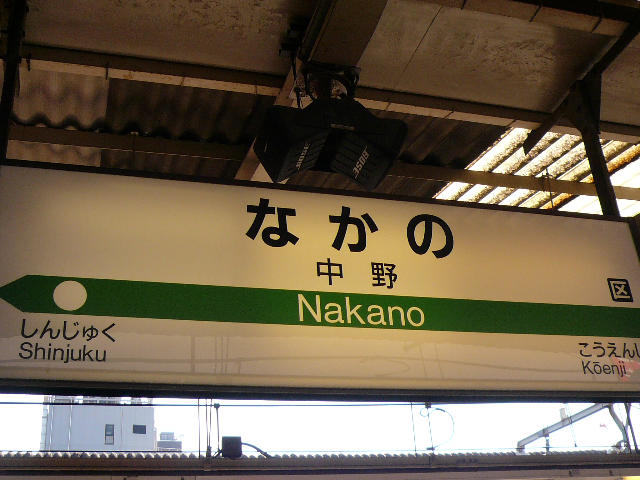 なかの
中野
区
Nakano
しんじゅく
Shinjuku
こうえんじ
Kōenji